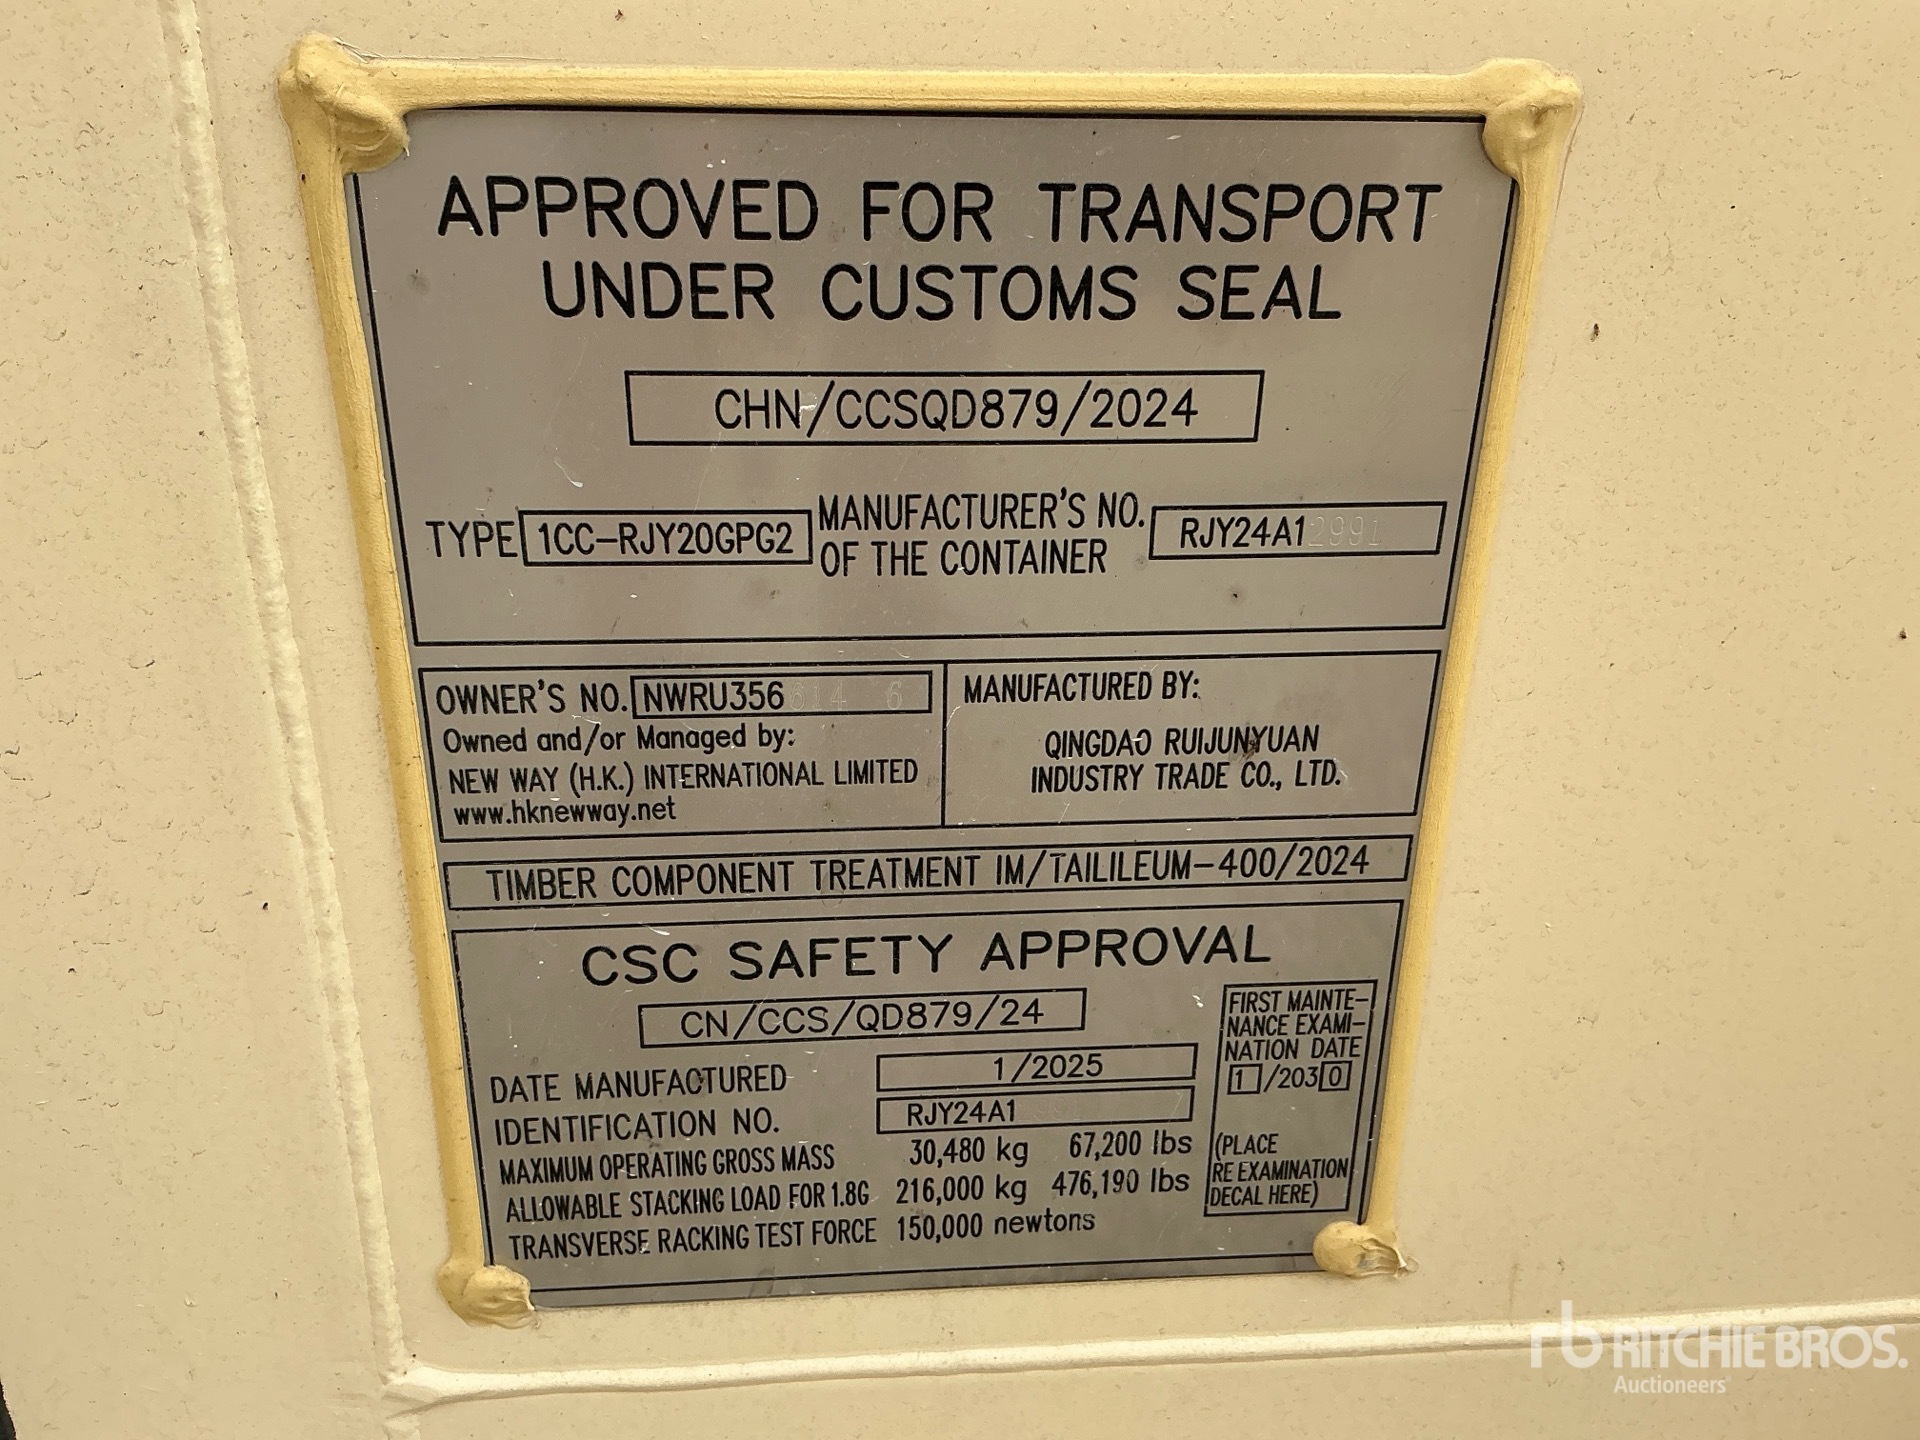 APPROVED FOR TRANSPORT
UNDER CUSTOMS SEAL
CHN/CCSQD879/2024
TYPE 1CC-RJY20GPG2
MANUFACTURER'S NO.
OF THE CONTAINER
RJY24A12991
OWNER'S NO. NWRU356614 6
Owned and/or Managed by:
NEW WAY (H.K.) INTERNATIONAL LIMITED
www.hknewway.net
MANUFACTURED BY:
QINGDAO RUIJUNYUAN
INDUSTRY TRADE CO., LTD.
TIMBER COMPONENT TREATMENT IM/TAILILEUM-400/2024
CSC SAFETY APPROVAL
CN/CCS/QD879/24
DATE MANUFACTURED 1/2025
IDENTIFICATION NO. RJY24A1
MAXIMUM OPERATING GROSS MASS 30,480 kg 67,200 lbs
ALLOWABLE STACKING LOAD FOR 1.8G 216,000 kg 476,190 lbs
TRANSVERSE RACKING TEST FORCE 150,000 newtons
FIRST MAINTE-
NANCE EXAMI-
NATION DATE
1/2030
(PLACE
RE EXAMINATION
DECAL HERE)
rb RITCHIE BROS.
Auctioneers